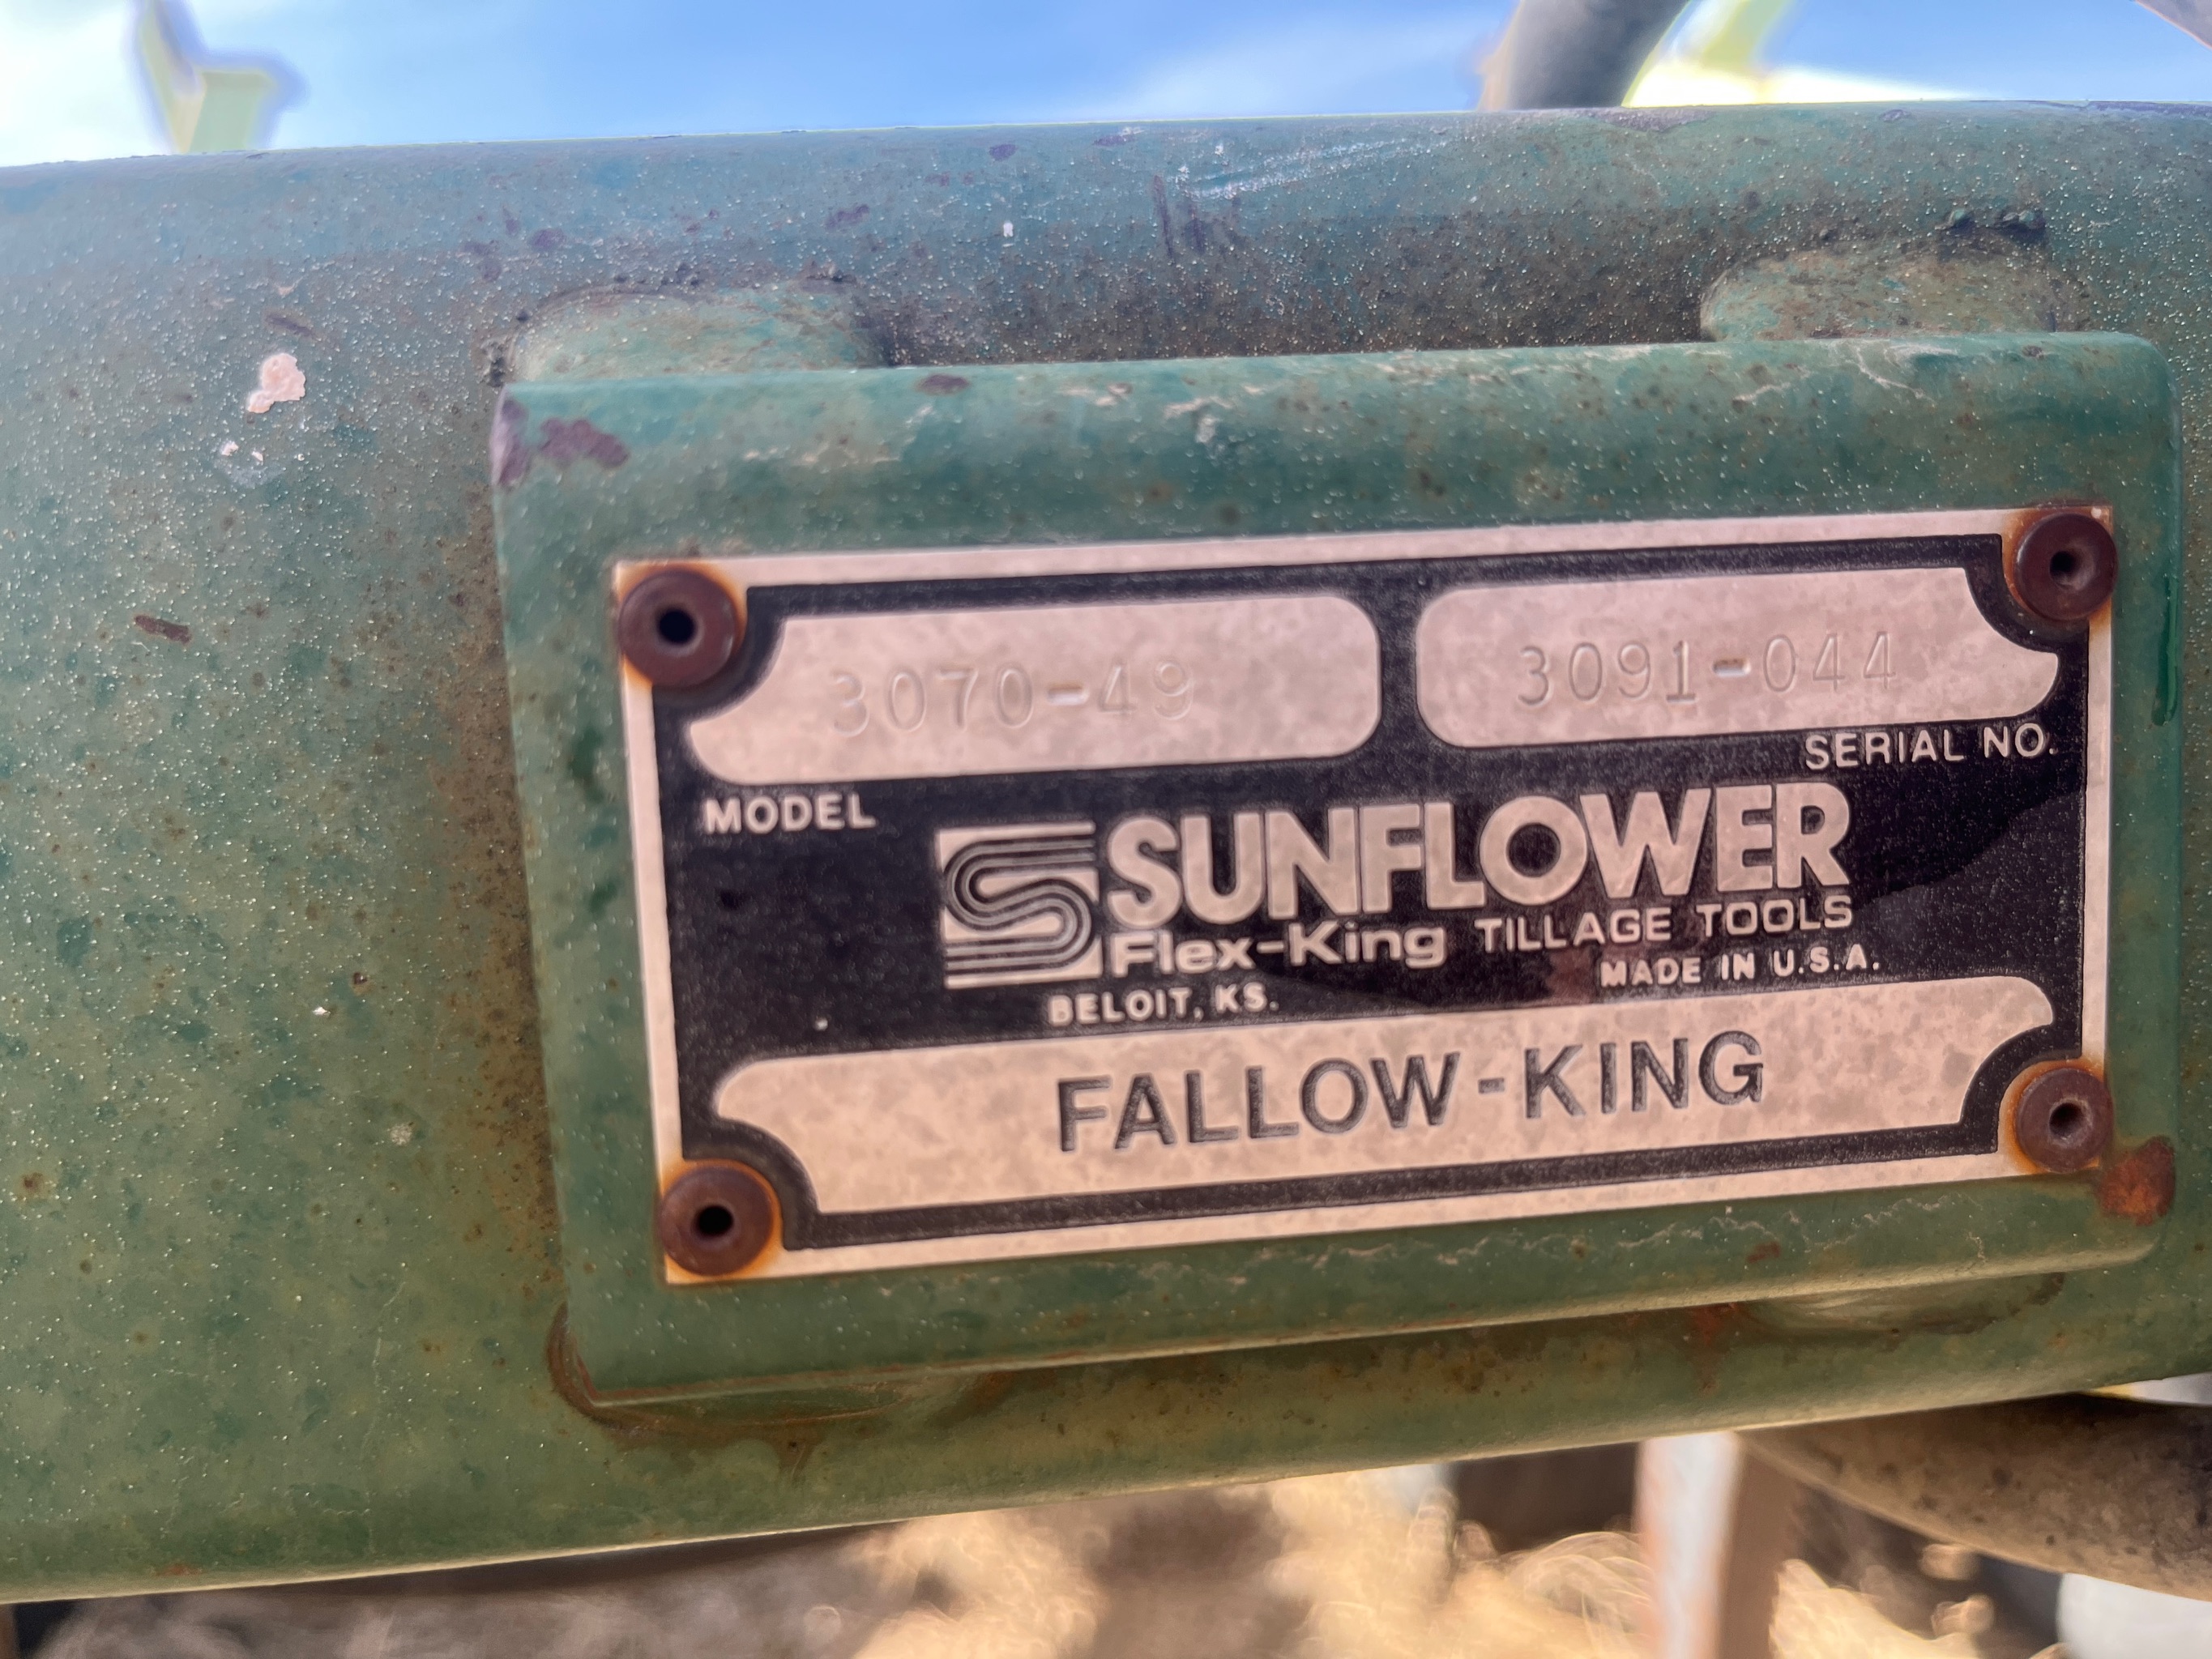 3070-49 3091-044
MODEL SERIAL NO.
SUNFLOWER
Flex-King TILLAGE TOOLS
BELOIT, KS. MADE IN U.S.A.
FALLOW-KING